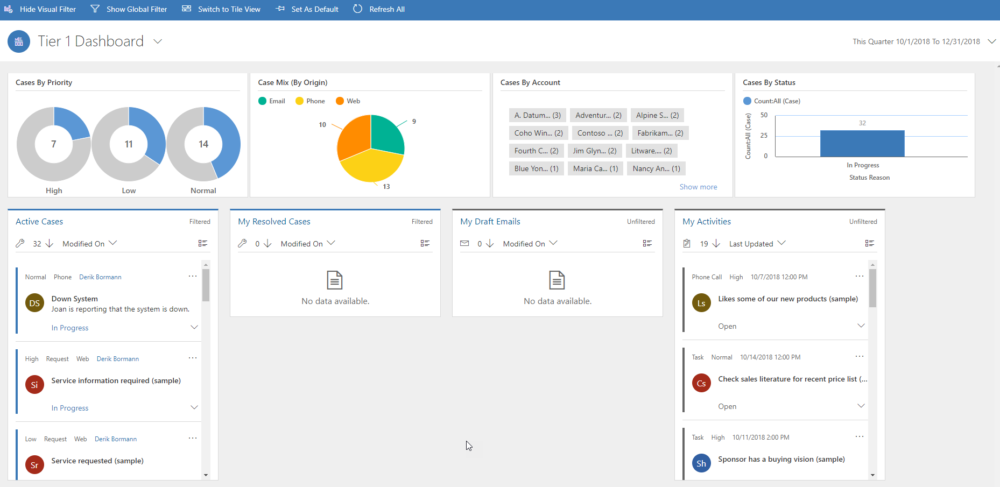 Hide Visual Filter Show Global Filter Switch to Tile View Set As Default Refresh All
Tier 1 Dashboard
This Quarter 10/1/2018 To 12/31/2018
Cases By Priority
7 11 14
High Low Normal
Case Mix (By Origin)
Email Phone Web
10 9
13
Cases By Account
A. Datum... (3) Adventur... (2) Alpine S... (2)
Coho Win... (2) Contoso ... (2) Fabrikam... (2)
Fourth C... (2) Jim Glyn... (2) Litware,... (2)
Blue Yon... (1) Maria Ca... (1) Nancy An... (1)
Show more
Cases By Status
Count:All (Case)
Count:All (Case)
50
32
25
0
In Progress
Status Reason
Active Cases Filtered
32 Modified On
Normal Phone Derik Bormann ...
DS Down System
Joan is reporting that the system is down.
In Progress
High Request Web Derik Bormann ...
Si Service information required (sample)
In Progress
Low Request Web Derik Bormann ...
Sr Service requested (sample)
My Resolved Cases Filtered
0 Modified On
No data available.
My Draft Emails Unfiltered
0 Modified On
No data available.
My Activities Unfiltered
19 Last Updated
Phone Call High 10/7/2018 12:00 PM ...
Ls Likes some of our new products (sample)
Open
Task Normal 10/14/2018 12:00 PM ...
Cs Check sales literature for recent price list (...
Open
Task High 10/11/2018 2:00 PM ...
Sh Sponsor has a buying vision (sample)